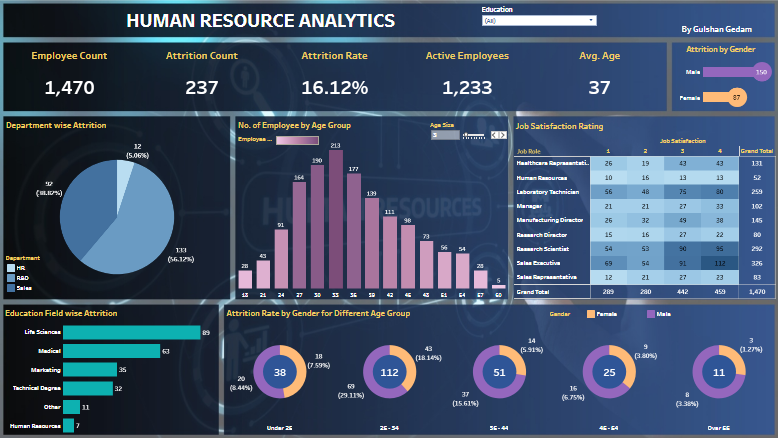 HUMAN RESOURCE ANALYTICS
Education
(All)
By Gulshan Gedam
Employee Count
1,470
Attrition Count
237
Attrition Rate
16.12%
Active Employees
1,233
Avg. Age
37
Attrition by Gender
Male 150
Female 87
Department wise Attrition
12
(5.06%)
92
(38.82%)
133
(56.12%)
Department
HR
R&D
Sales
No. of Employee by Age Group
Employee ...
Age Size
3
28 43 91 164 190 213 177 139 111 98 73 56 54 28 5
18 21 24 27 30 33 36 39 42 45 48 51 54 57 60
Job Satisfaction Rating
Job Satisfaction
Job Role 1 2 3 4 Grand Total
Healthcare Representati.. 26 19 43 43 131
Human Resources 10 16 13 13 52
Laboratory Technician 56 48 75 80 259
Manager 21 21 27 33 102
Manufacturing Director 26 32 49 38 145
Research Director 15 16 27 22 80
Research Scientist 54 53 90 95 292
Sales Executive 69 54 91 112 326
Sales Representative 12 21 27 23 83
Grand Total 289 280 442 459 1,470
Education Field wise Attrition
Life Sciences 89
Medical 63
Marketing 35
Technical Degree 32
Other 11
Human Resources 7
Attrition Rate by Gender for Different Age Group
Gender Female Male
38
18
(7.59%)
20
(8.44%)
Under 25
112
43
(18.14%)
69
(29.11%)
25 - 34
51
14
(5.91%)
37
(15.61%)
35 - 44
25
9
(3.80%)
16
(6.75%)
45 - 54
11
3
(1.27%)
8
(3.38%)
Over 55